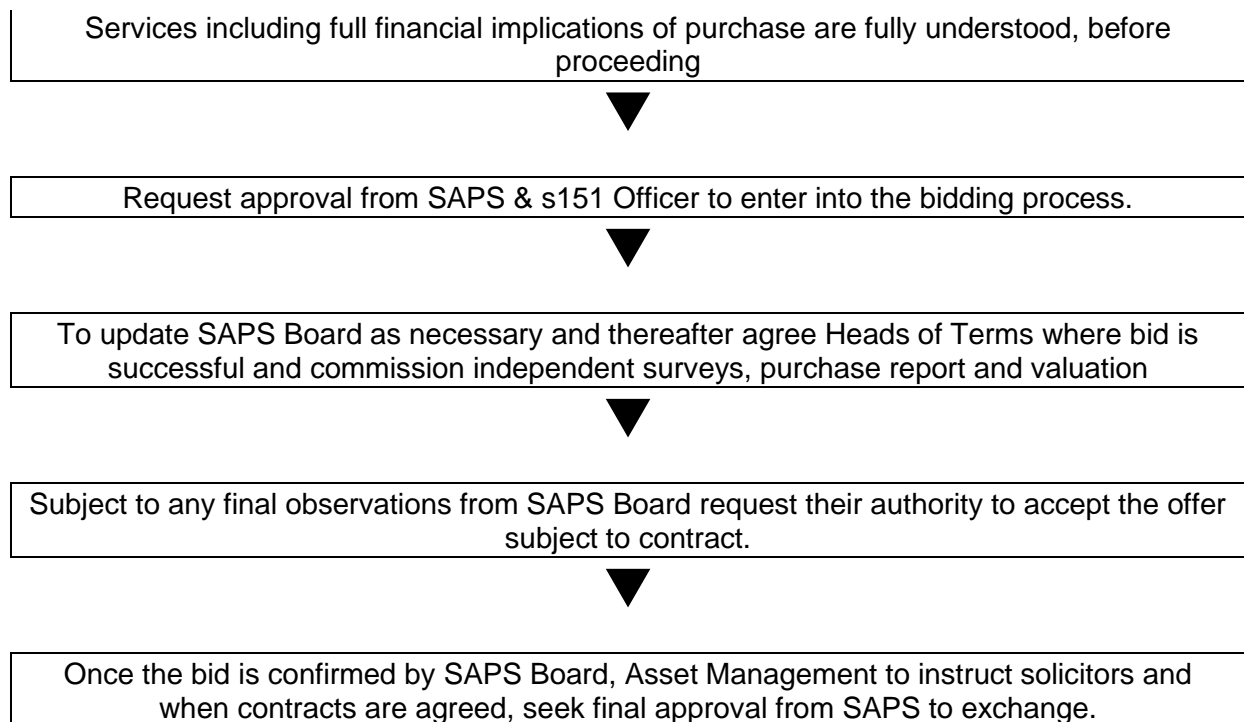 Services including full financial implications of purchase are fully understood, before
proceeding
Request approval from SAPS & s151 Officer to enter into the bidding process.
To update SAPS Board as necessary and thereafter agree Heads of Terms where bid is
successful and commission independent surveys, purchase report and valuation
Subject to any final observations from SAPS Board request their authority to accept the offer
subject to contract.
Once the bid is confirmed by SAPS Board, Asset Management to instruct solicitors and
when contracts are agreed, seek final approval from SAPS to exchange.